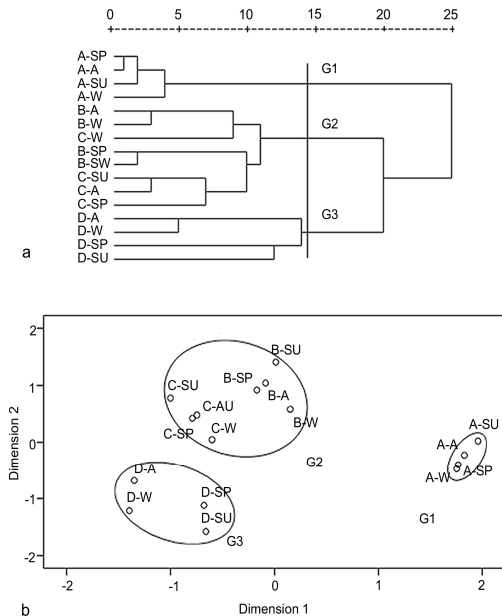 0 5 10 15 20 25
A-SP
A-A G1
A-SU
A-W
B-A
B-W G2
C-W
B-SP
B-SW
C-SU
C-A
C-SP
D-A G3
D-W
D-SP
a
D-SU
2
B-SU
B-SP
C-SU
1
B-A
C-AU
B-W
C-SP C-W
A-SU
Dimension 2
0
A-A
G2
D-A
A-W A-SP
D-W D-SP
-1
D-SU
G1
G3
-2
-2 -1 0 1 2
b
Dimension 1